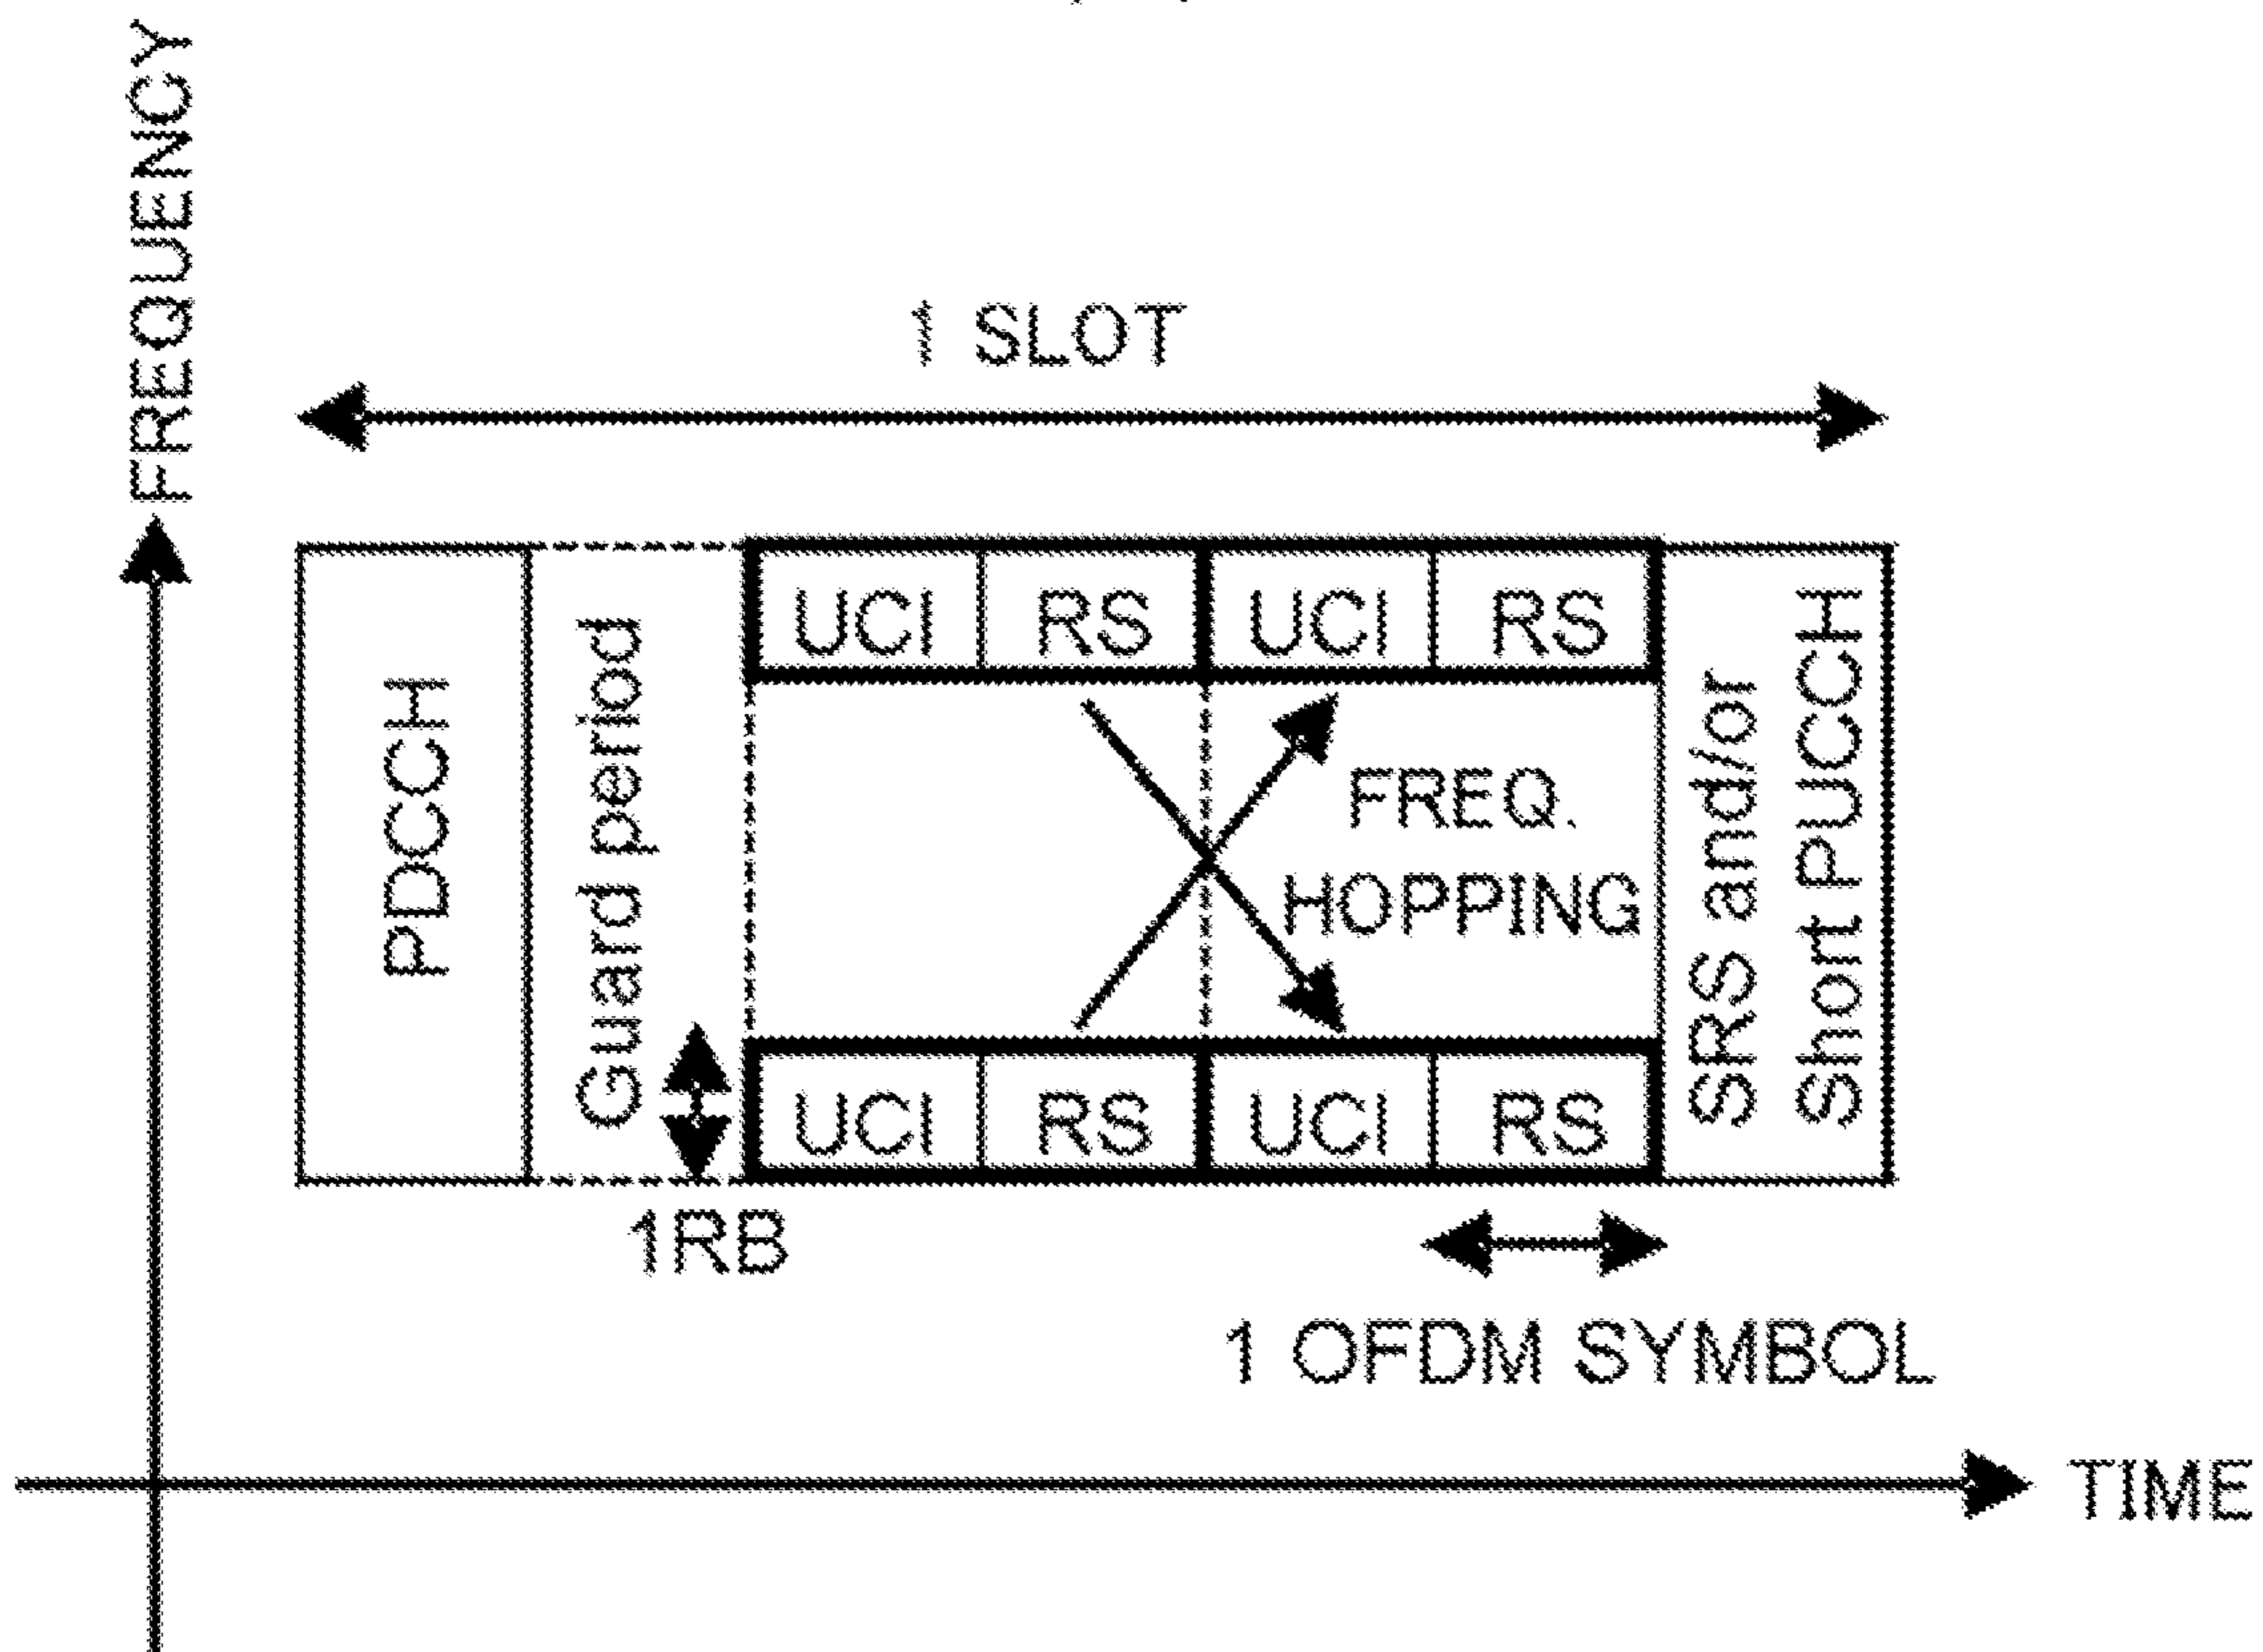 FREQUENCY
1 SLOT
PDCCH
Guard period
UCI RS UCI RS
FREQ.
HOPPING
UCI RS UCI RS
SRS and/or
Short PUCCH
1RB
1 OFDM SYMBOL
TIME